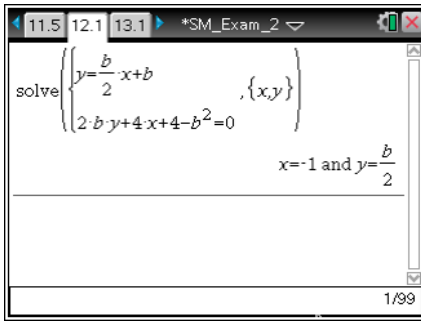 11.5 12.1 13.1 *SM_Exam_2
solve({y=b/2·x+b
2·b·y+4·x+4−b²=0 ,{x,y})
x=-1 and y=b/2
1/99